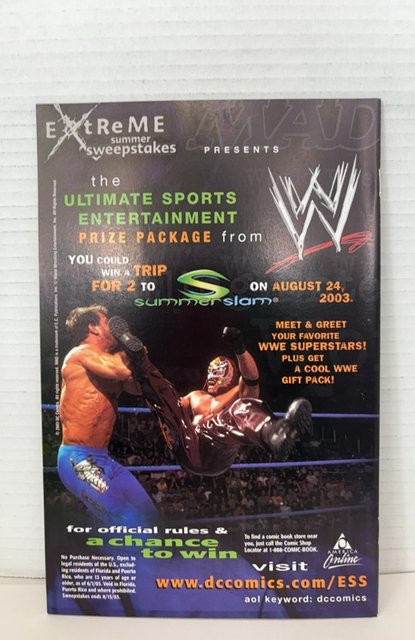 EXtReME
summer
sweepstakes
PRESENTS
the
ULTIMATE SPORTS
ENTERTAINMENT
PRIZE PACKAGE from
W
YOU COULD
WIN A TRIP
FOR 2 TO
summerslam®
ON AUGUST 24,
2003.
MEET & GREET
YOUR FAVORITE
WWE SUPERSTARS!
PLUS GET
A COOL WWE
GIFT PACK!
for official rules &
a chance
to win
No Purchase Necessary. Open to
legal residents of the U.S., exclud-
ing residents of Florida and Puerto
Rico, who are 13 years of age or
older, as of 6/1/03. Void in Florida,
Puerto Rico and where prohibited.
Sweepstakes ends 8/15/03.
To find a comic book store near
you, just call the Comic Shop
Locator at 1-888-COMIC-BOOK.
AMERICA
Online
visit
www.dccomics.com/ESS
aol keyword: dccomics